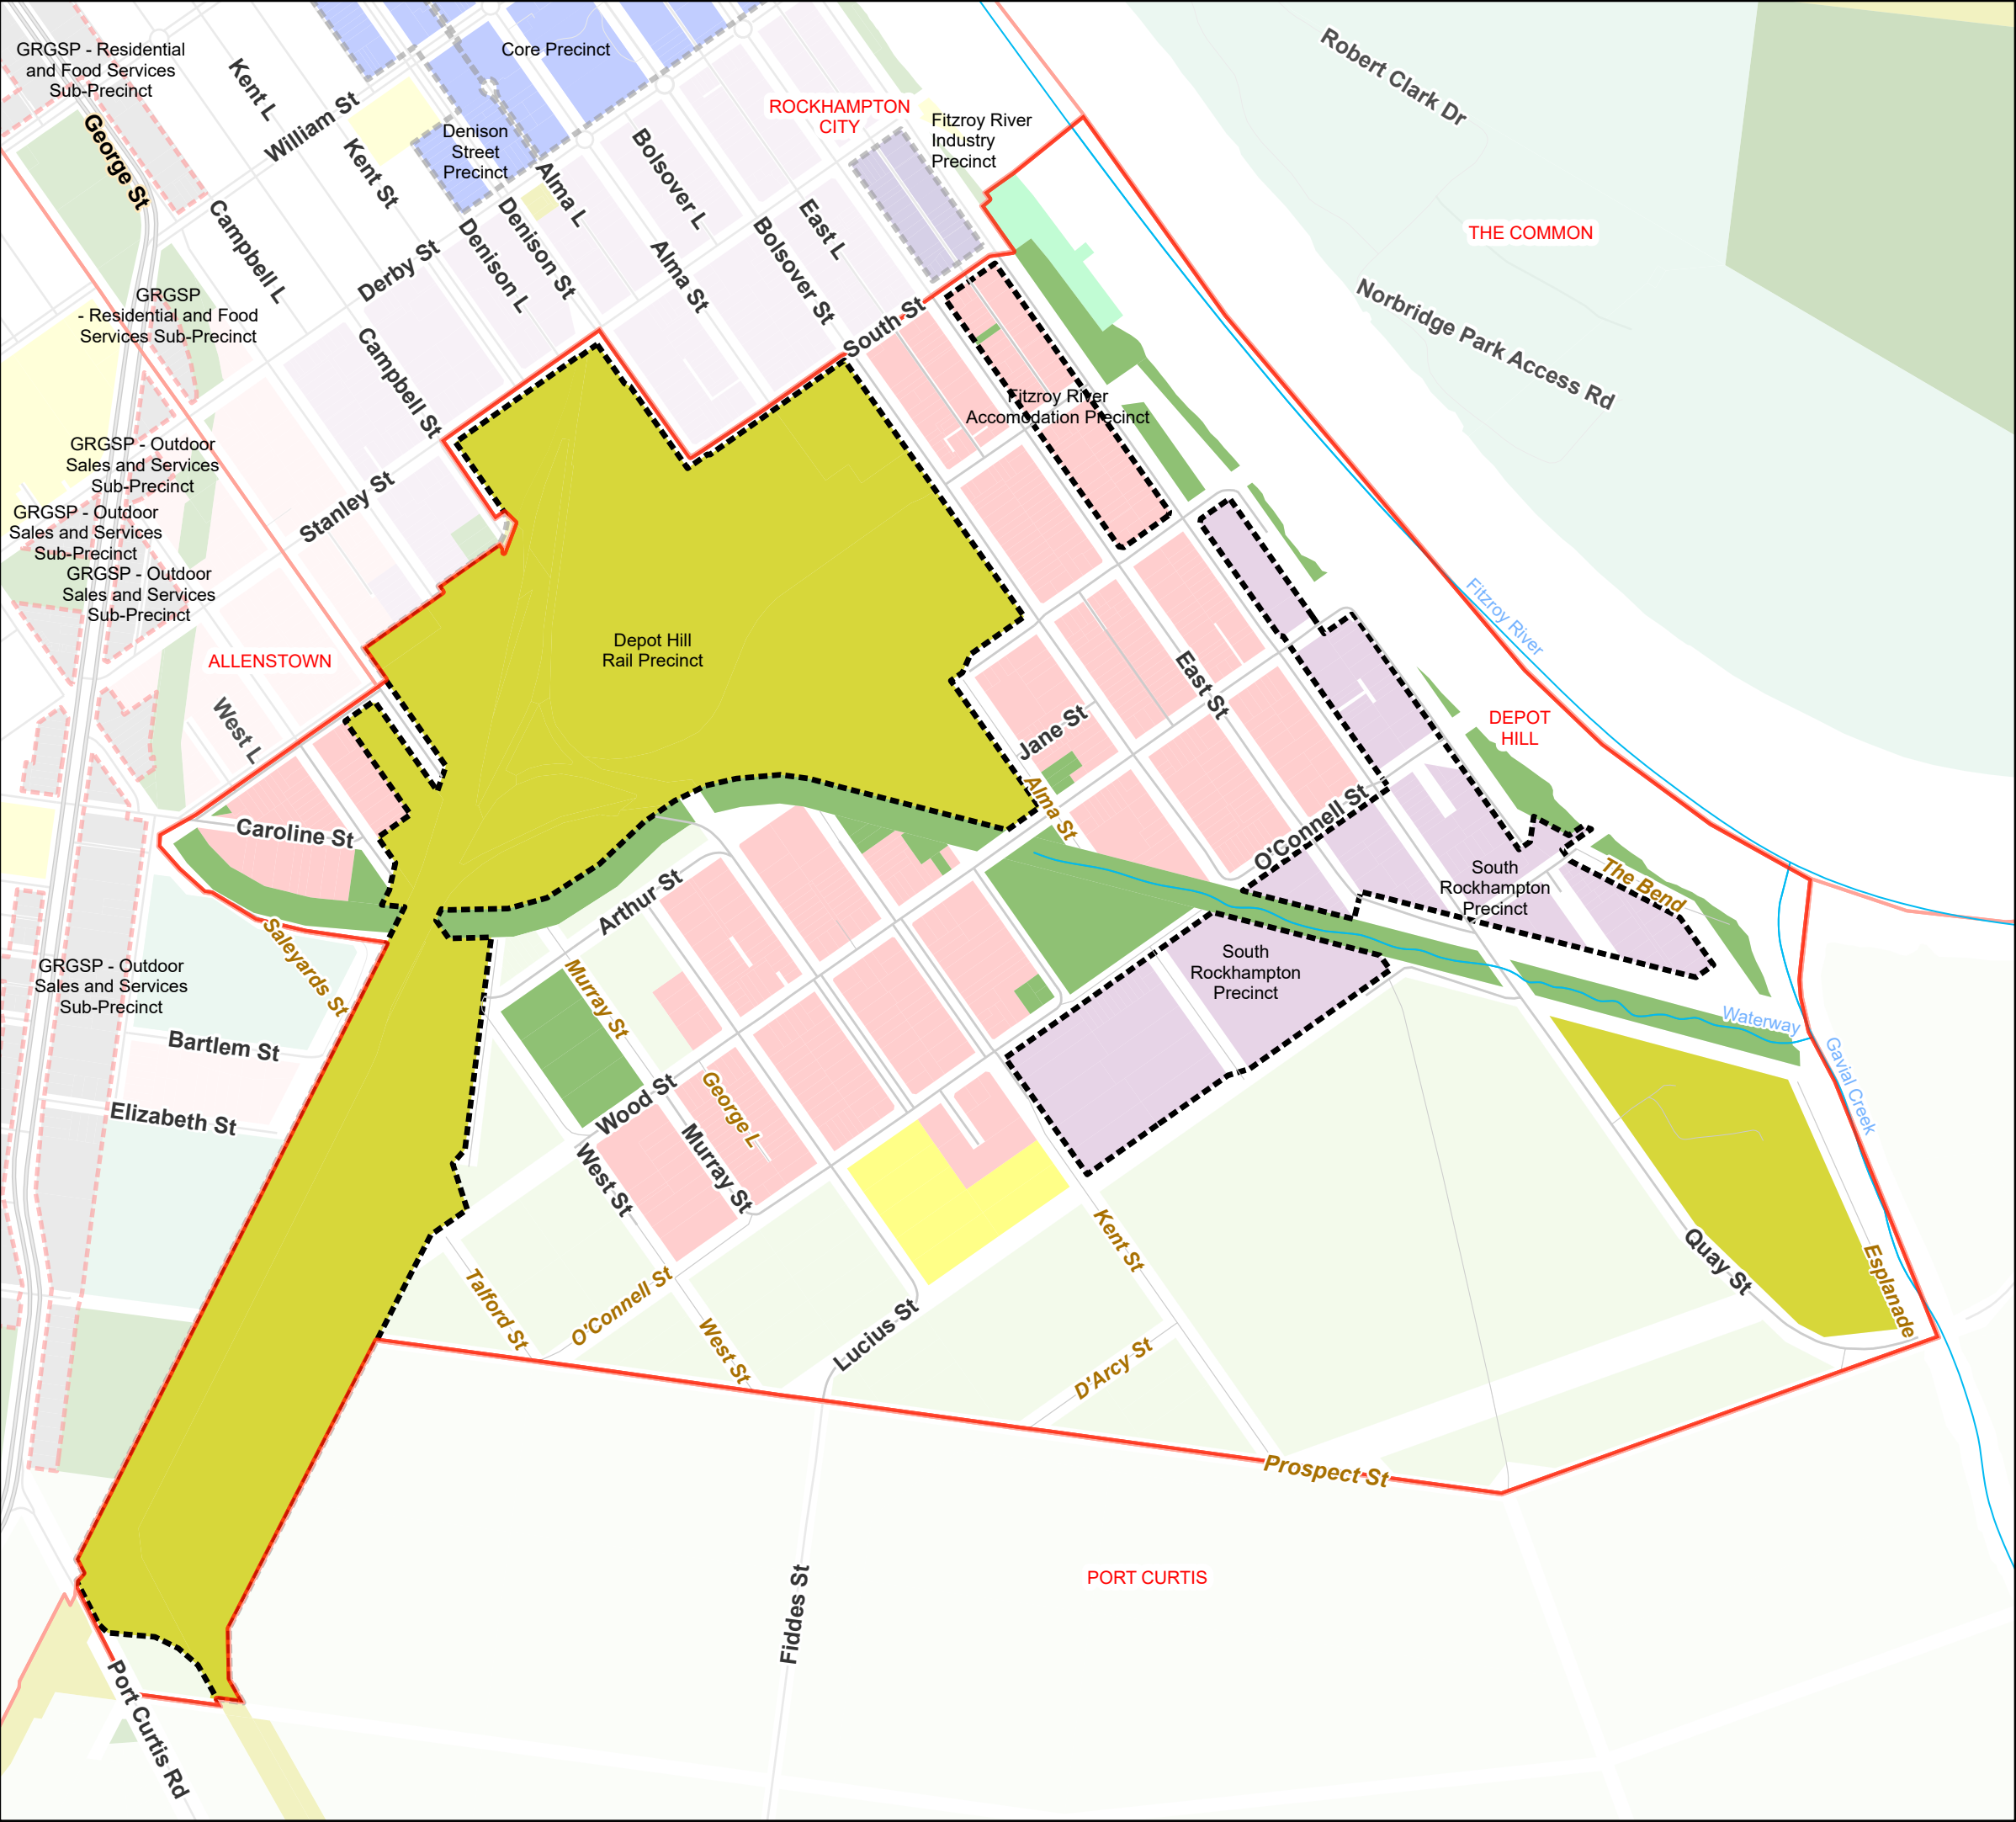 GRGSP - Residential
and Food Services
Sub-Precinct
Core Precinct
Kent L
William St
George St
Kent St
Denison
Street
Precinct
ROCKHAMPTON
CITY
Fitzroy River
Industry
Precinct
Robert Clark Dr
THE COMMON
Norbridge Park Access Rd
Campbell L
Derby St
Denison L
Denison St
Alma L
Bolsover L
Alma St
Bolsover St
East L
South St
GRGSP
- Residential and Food
Services Sub-Precinct
Campbell St
Fitzroy River
Accomodation Precinct
GRGSP - Outdoor
Sales and Services
Sub-Precinct
Stanley St
GRGSP - Outdoor
Sales and Services
Sub-Precinct
GRGSP - Outdoor
Sales and Services
Sub-Precinct
ALLENSTOWN
Depot Hill
Rail Precinct
Fitzroy River
East St
West L
Jane St
DEPOT
HILL
Alma St
O'Connell St
Caroline St
South
Rockhampton
Precinct
The Bend
Arthur St
Saleyards St
GRGSP - Outdoor
Sales and Services
Sub-Precinct
Murray St
South
Rockhampton
Precinct
Waterway
Gavial Creek
Bartlem St
Elizabeth St
Wood St
George L
Murray St
West St
Kent St
Quay St
Esplanade
Talford St
O'Connell St
West St
Lucius St
D'Arcy St
Prospect St
PORT CURTIS
Fiddes St
Port Curtis Rd